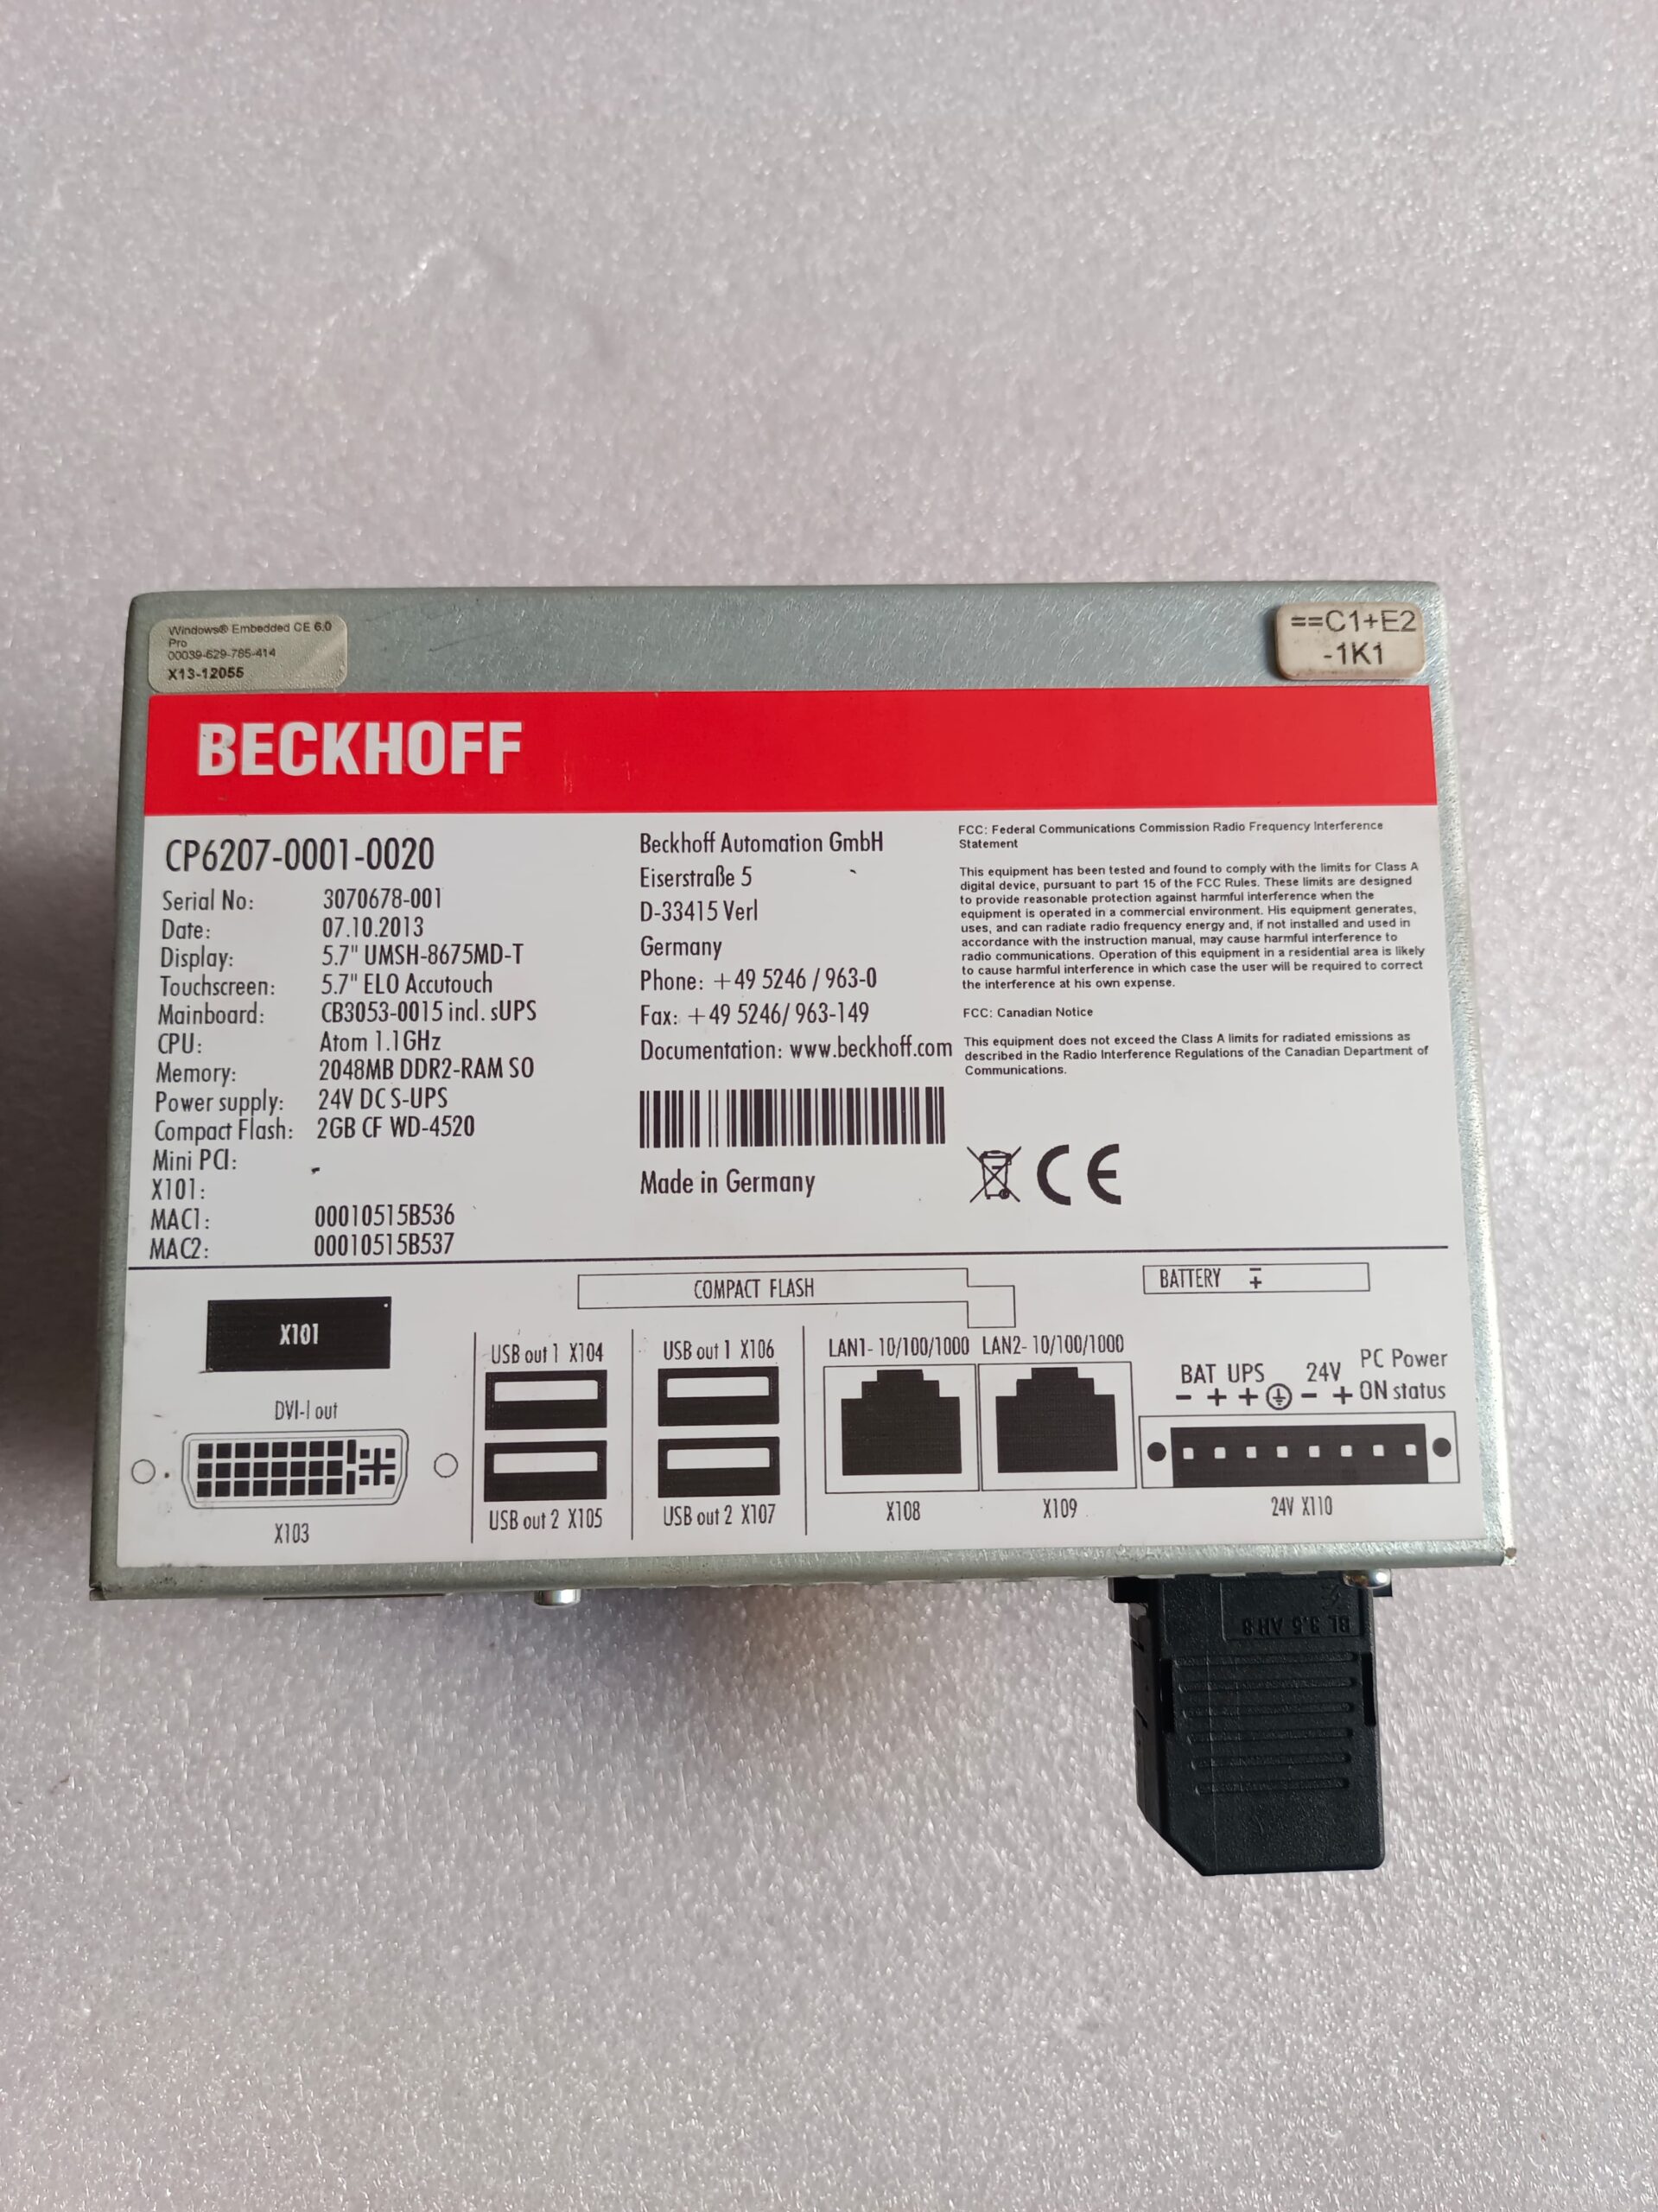 Windows® Embedded CE 6.0
Pro
00039-629-785-414
X13-12055
==C1+E2
-1K1
BECKHOFF
CP6207-0001-0020
Serial No: 3070678-001
Date: 07.10.2013
Display: 5.7" UMSH-8675MD-T
Touchscreen: 5.7" ELO Accutouch
Mainboard: CB3053-0015 incl. sUPS
CPU: Atom 1.1GHz
Memory: 2048MB DDR2-RAM SO
Power supply: 24V DC S-UPS
Compact Flash: 2GB CF WD-4520
Mini PCI: -
X101:
MAC1: 00010515B536
MAC2: 00010515B537
Beckhoff Automation GmbH
Eiserstraße 5
D-33415 Verl
Germany
Phone: +49 5246 / 963-0
Fax: +49 5246/ 963-149
Documentation: www.beckhoff.com
Made in Germany
FCC: Federal Communications Commission Radio Frequency Interference
Statement
This equipment has been tested and found to comply with the limits for Class A
digital device, pursuant to part 15 of the FCC Rules. These limits are designed
to provide reasonable protection against harmful interference when the
equipment is operated in a commercial environment. His equipment generates,
uses, and can radiate radio frequency energy and, if not installed and used in
accordance with the instruction manual, may cause harmful interference to
radio communications. Operation of this equipment in a residential area is likely
to cause harmful interference in which case the user will be required to correct
the interference at his own expense.
FCC: Canadian Notice
This equipment does not exceed the Class A limits for radiated emissions as
described in the Radio Interference Regulations of the Canadian Department of
Communications.
CE
COMPACT FLASH
BATTERY
X101
DVI-I out
X103
USB out 1 X104
USB out 2 X105
USB out 1 X106
USB out 2 X107
LAN1- 10/100/1000 LAN2- 10/100/1000
X108
X109
BAT UPS 24V PC Power
- + + - + ON status
24V X110
BL 3.5 AH 8